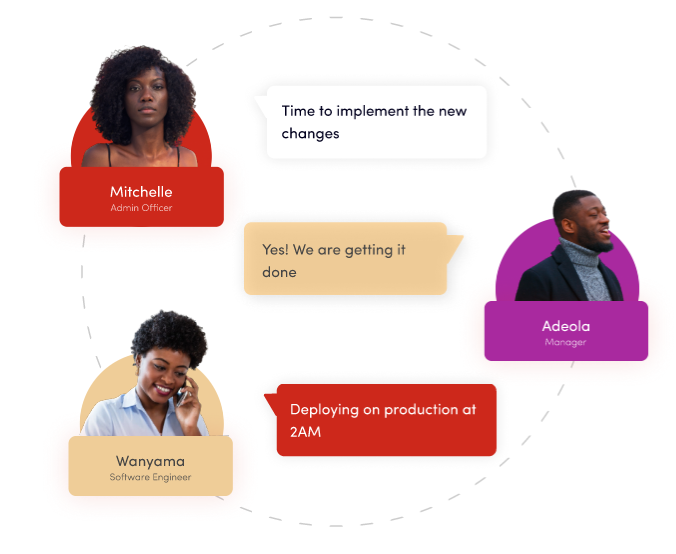 Mitchelle
Admin Officer
Time to implement the new
changes
Yes! We are getting it
done
Adeola
Manager
Wanyama
Software Engineer
Deploying on production at
2AM